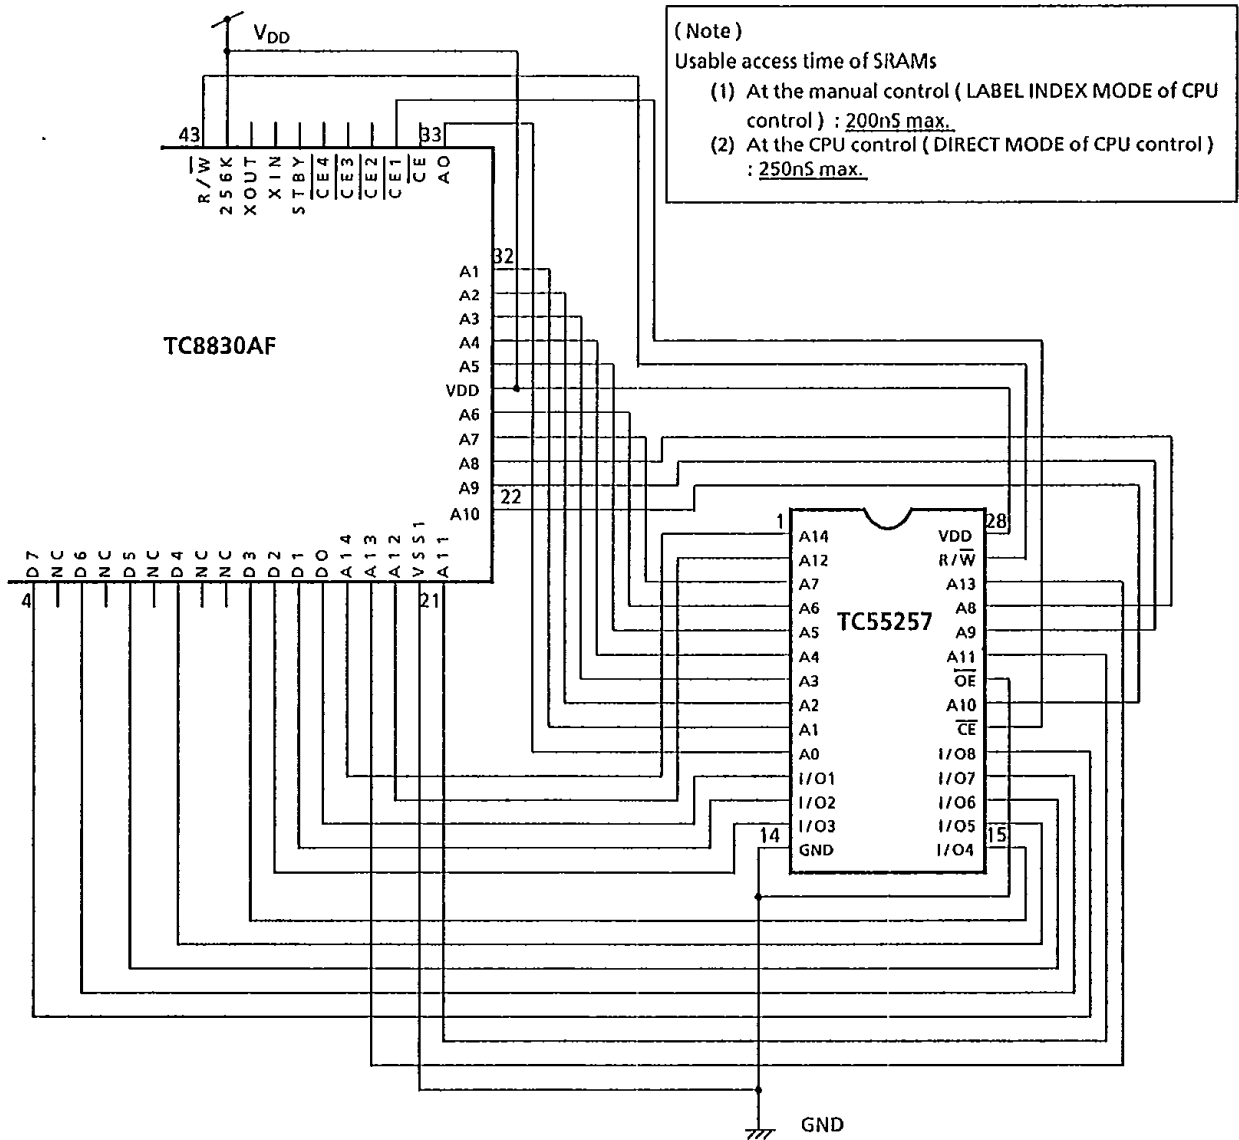 VDD
(Note)
Usable access time of SRAMs
(1) At the manual control ( LABEL INDEX MODE of CPU
control ) : 200nS max.
(2) At the CPU control ( DIRECT MODE of CPU control )
: 250nS max.
43
33
R/W
256K
XOUT
XIN
STBY
CE4
CE3
CE2
CE1
CE
A0
32
A1
A2
A3
A4
A5
VDD
A6
A7
A8
A9
22
A10
TC8830AF
D7
NC
D6
NC
D5
NC
D4
NC
NC
D3
D2
D1
D0
A14
A13
A12
VSS1
A11
4
21
1
28
A14
A12
A7
A6
A5
A4
A3
A2
A1
A0
I/O1
I/O2
I/O3
GND
14
TC55257
VDD
R/W
A13
A8
A9
A11
OE
A10
CE
I/O8
I/O7
I/O6
I/O5
I/O4
15
GND